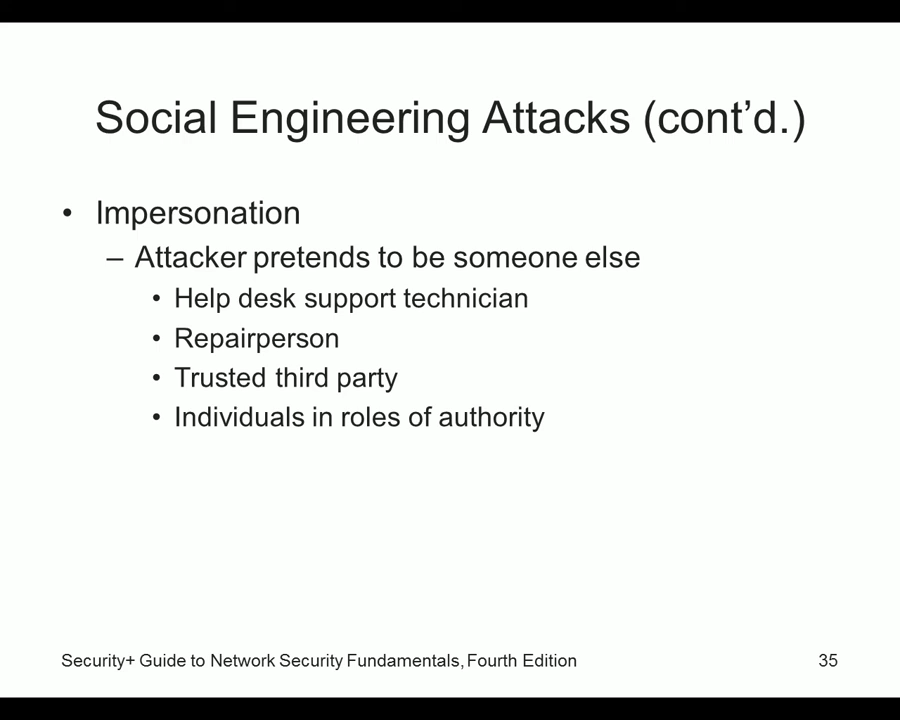 Social Engineering Attacks (cont’d.)
• Impersonation
– Attacker pretends to be someone else
• Help desk support technician
• Repairperson
• Trusted third party
• Individuals in roles of authority
Security+ Guide to Network Security Fundamentals, Fourth Edition
35